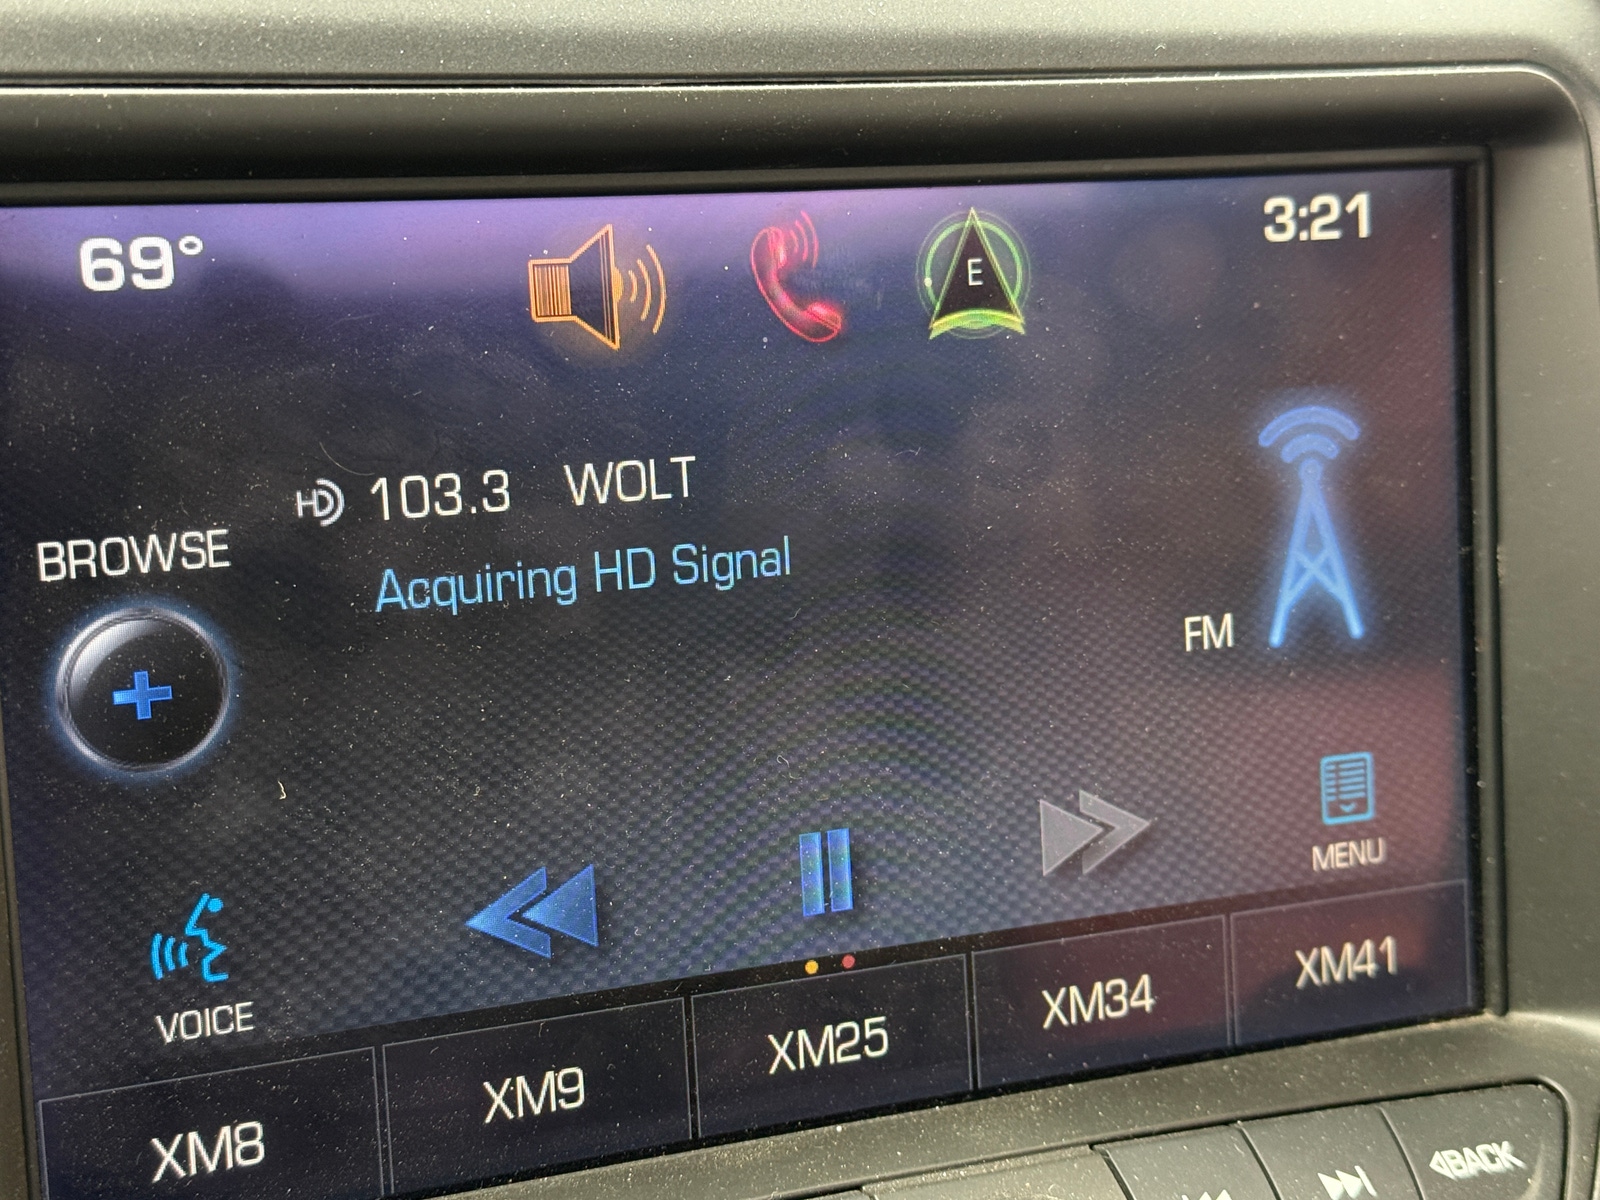 69°
3:21
E
HD 103.3 WOLT
Acquiring HD Signal
BROWSE
FM
MENU
VOICE
XM8
XM9
XM25
XM34
XM41
BACK